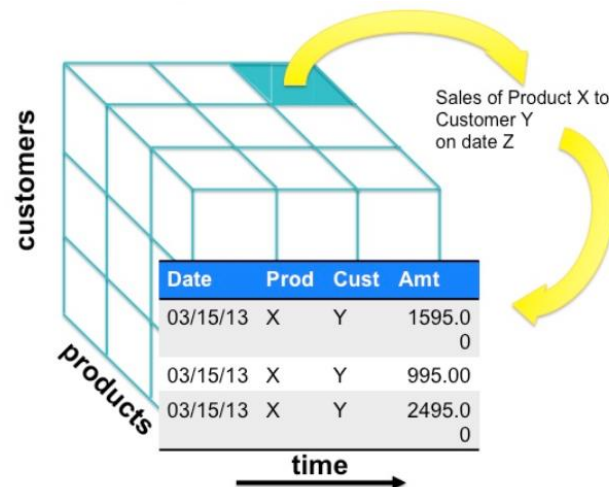 customers
products
time
Sales of Product X to
Customer Y
on date Z
Date Prod Cust Amt
03/15/13 X Y 1595.0
0
03/15/13 X Y 995.00
03/15/13 X Y 2495.0
0